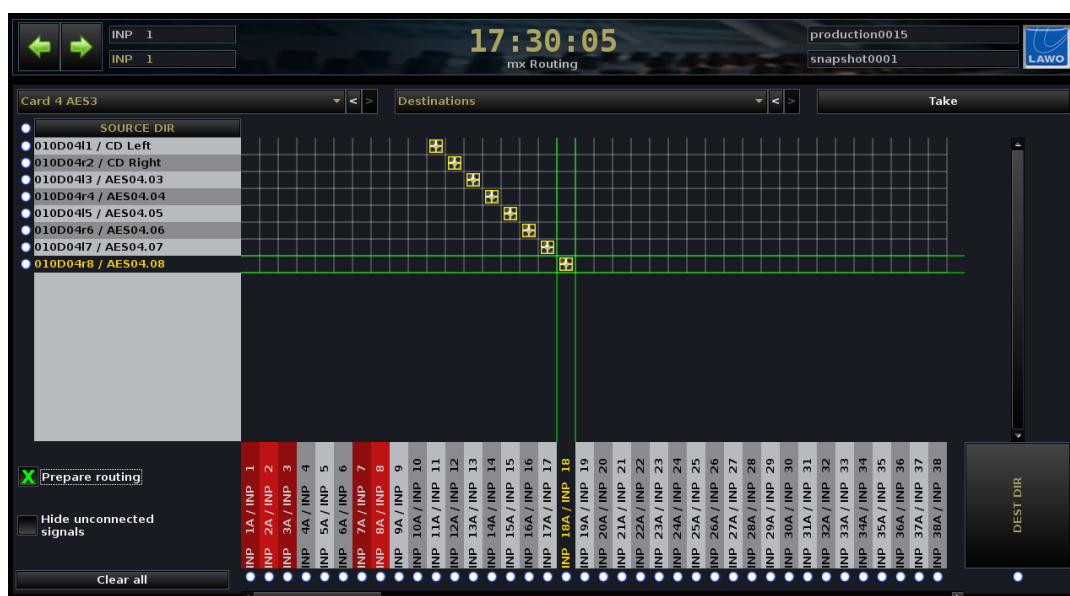 INP 1
INP 1
17:30:05
mx Routing
production0015
snapshot0001
LAWO
Card 4 AES3
< >
Destinations
< >
Take
SOURCE DIR
010D04l1 / CD Left
010D04r2 / CD Right
010D04l3 / AES04.03
010D04r4 / AES04.04
010D04l5 / AES04.05
010D04r6 / AES04.06
010D04l7 / AES04.07
010D04r8 / AES04.08
X Prepare routing
Hide unconnected
signals
Clear all
INP 1A / INP 1
INP 2A / INP 2
INP 3A / INP 3
INP 4A / INP 4
INP 5A / INP 5
INP 6A / INP 6
INP 7A / INP 7
INP 8A / INP 8
INP 9A / INP 9
INP 10A / INP 10
INP 11A / INP 11
INP 12A / INP 12
INP 13A / INP 13
INP 14A / INP 14
INP 15A / INP 15
INP 16A / INP 16
INP 17A / INP 17
INP 18A / INP 18
INP 19A / INP 19
INP 20A / INP 20
INP 21A / INP 21
INP 22A / INP 22
INP 23A / INP 23
INP 24A / INP 24
INP 25A / INP 25
INP 26A / INP 26
INP 27A / INP 27
INP 28A / INP 28
INP 29A / INP 29
INP 30A / INP 30
INP 31A / INP 31
INP 32A / INP 32
INP 33A / INP 33
INP 34A / INP 34
INP 35A / INP 35
INP 36A / INP 36
INP 37A / INP 37
INP 38A / INP 38
DEST DIR